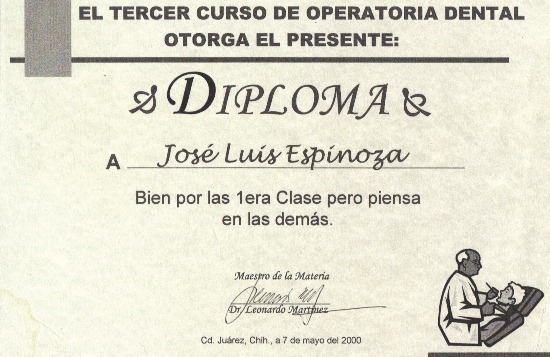 EL TERCER CURSO DE OPERATORIA DENTAL
OTORGA EL PRESENTE:
DIPLOMA
A José Luis Espinoza
Bien por las 1era Clase pero piensa
en las demás.
Maestro de la Materia
Dr. Leonardo Martínez
Cd. Juárez, Chih., a 7 de mayo del 2000